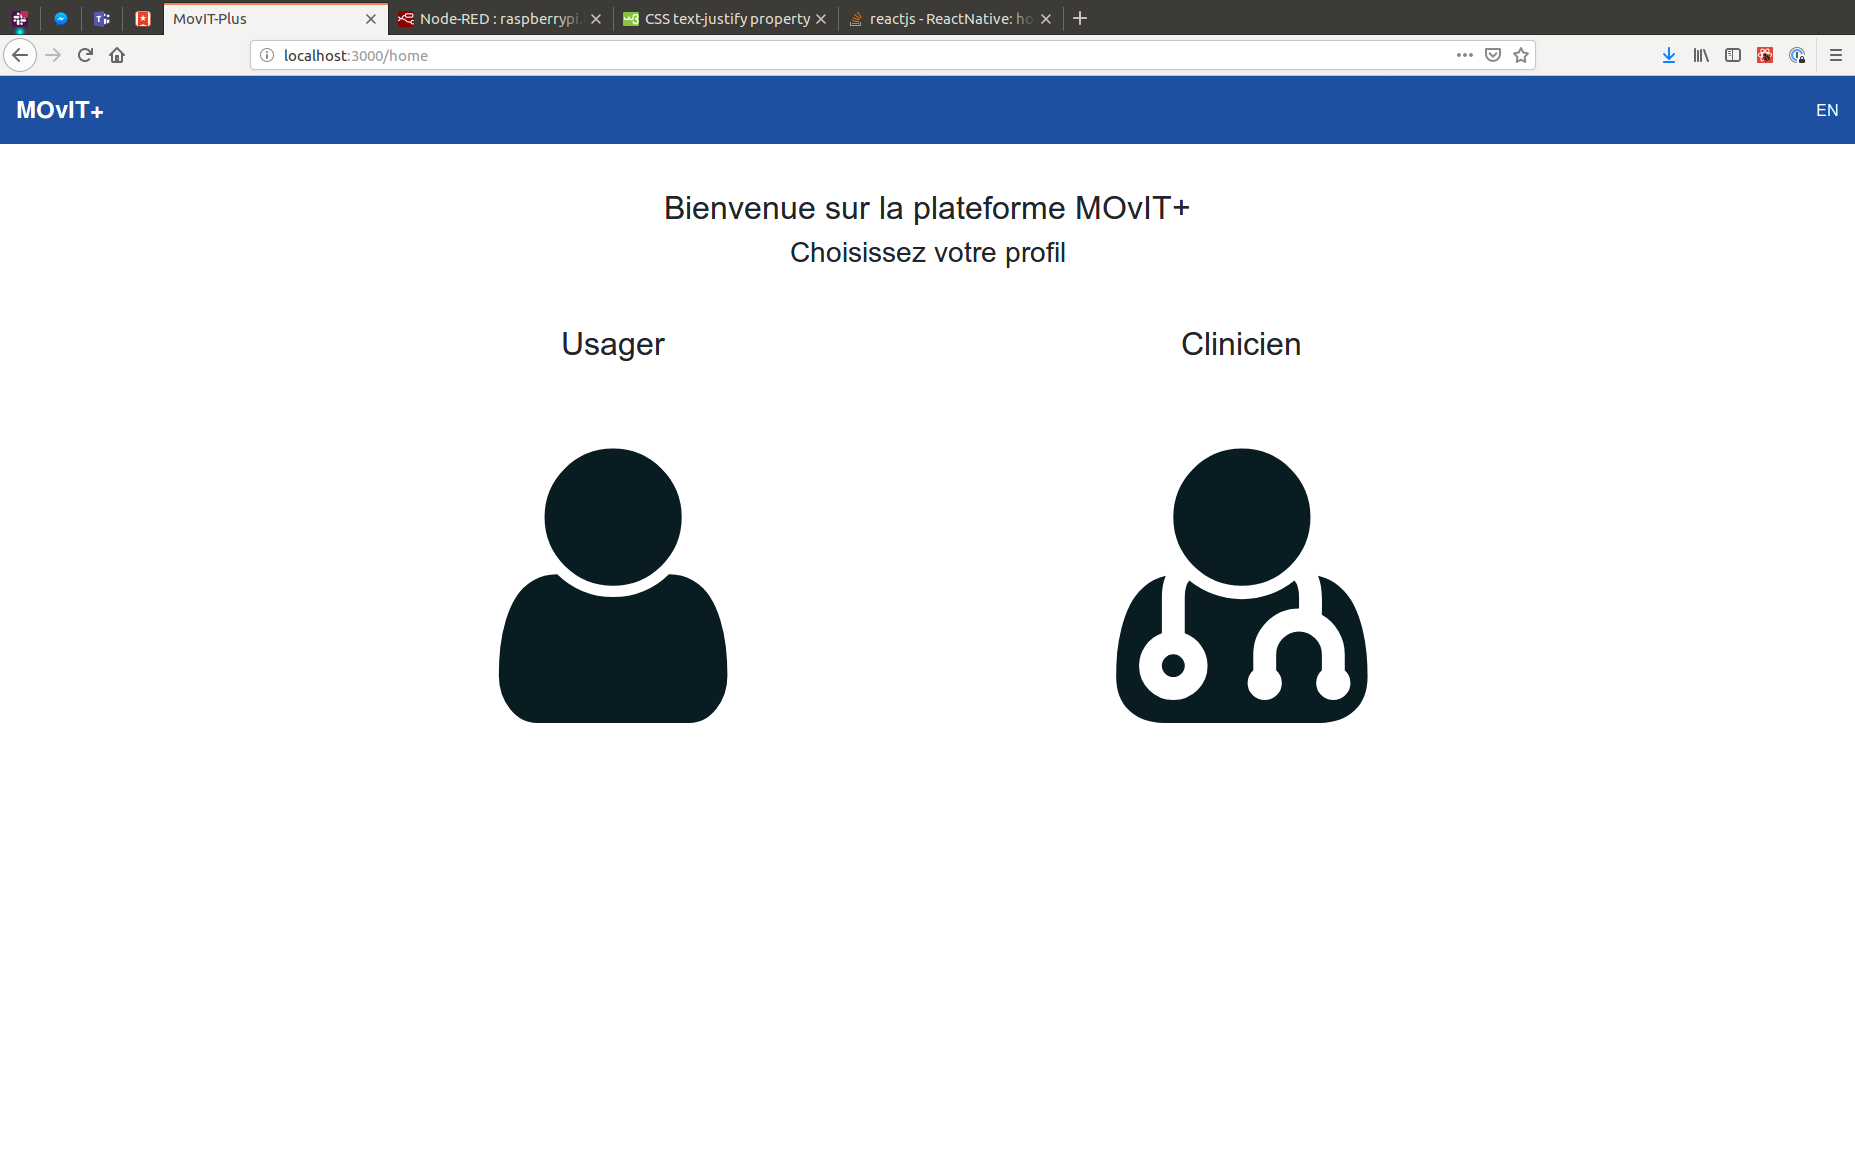 MovIT-Plus
Node-RED : raspberrypi.
CSS text-justify property
reactjs - ReactNative: ho
localhost:3000/home
MOvIT+
EN
Bienvenue sur la plateforme MOvIT+
Choisissez votre profil
Usager
Clinicien